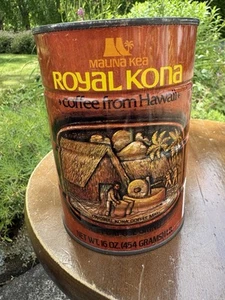 MAUNA KEA
ROYAL KONA
Coffee from Hawaii
NET WT. 16 OZ. (454 GRAMS)